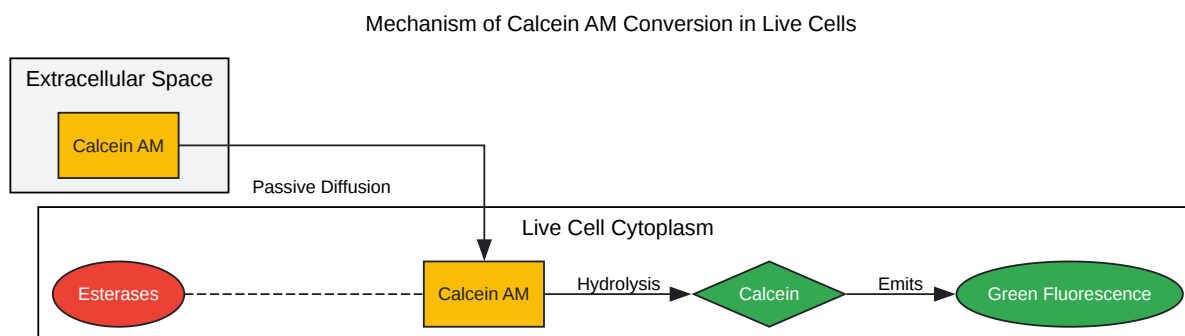 Mechanism of Calcein AM Conversion in Live Cells
Extracellular Space
Calcein AM
Passive Diffusion
Live Cell Cytoplasm
Esterases
Calcein AM
Hydrolysis
Calcein
Emits
Green Fluorescence